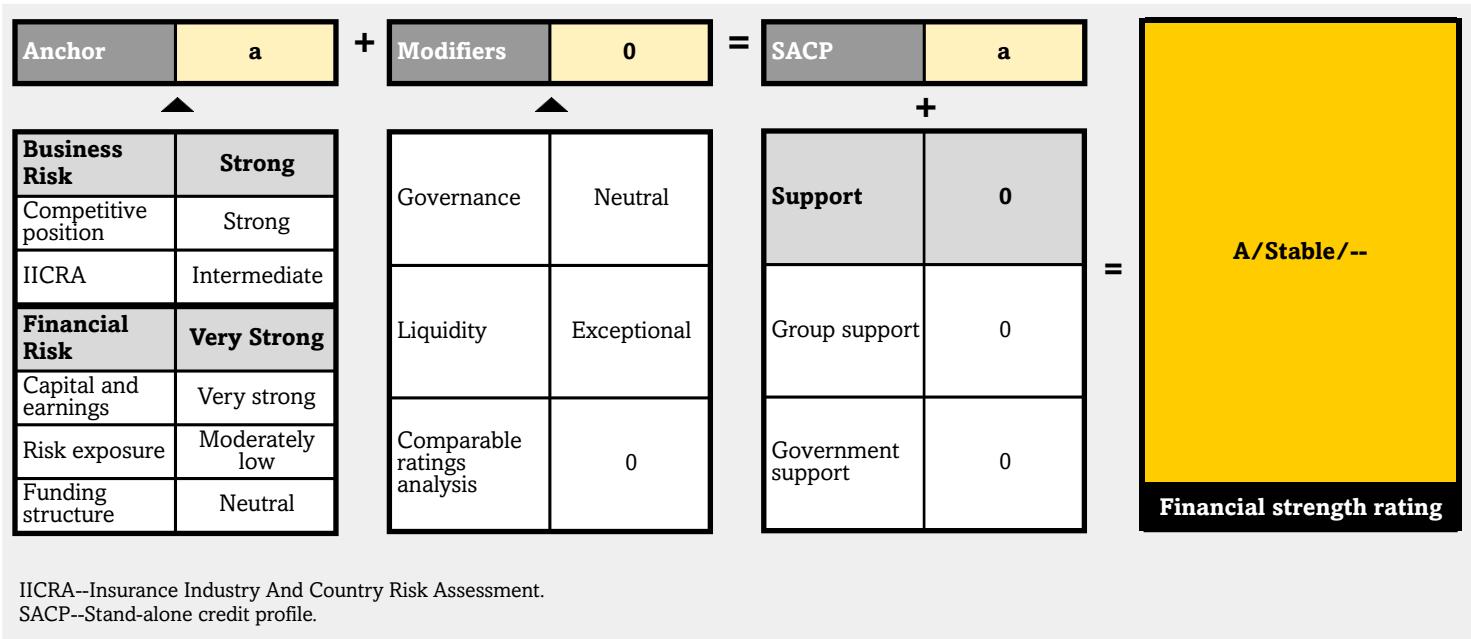 Anchor a + Modifiers 0 = SACP a
+
Business
Risk
Strong
Competitive
position
Strong
IICRA
Intermediate
Financial
Risk
Very Strong
Capital and
earnings
Very strong
Risk exposure
Moderately
low
Funding
structure
Neutral
Governance
Neutral
Liquidity
Exceptional
Comparable
ratings
analysis
0
Support
0
Group support
0
Government
support
0
=
A/Stable/--
Financial strength rating
IICRA--Insurance Industry And Country Risk Assessment.
SACP--Stand-alone credit profile.